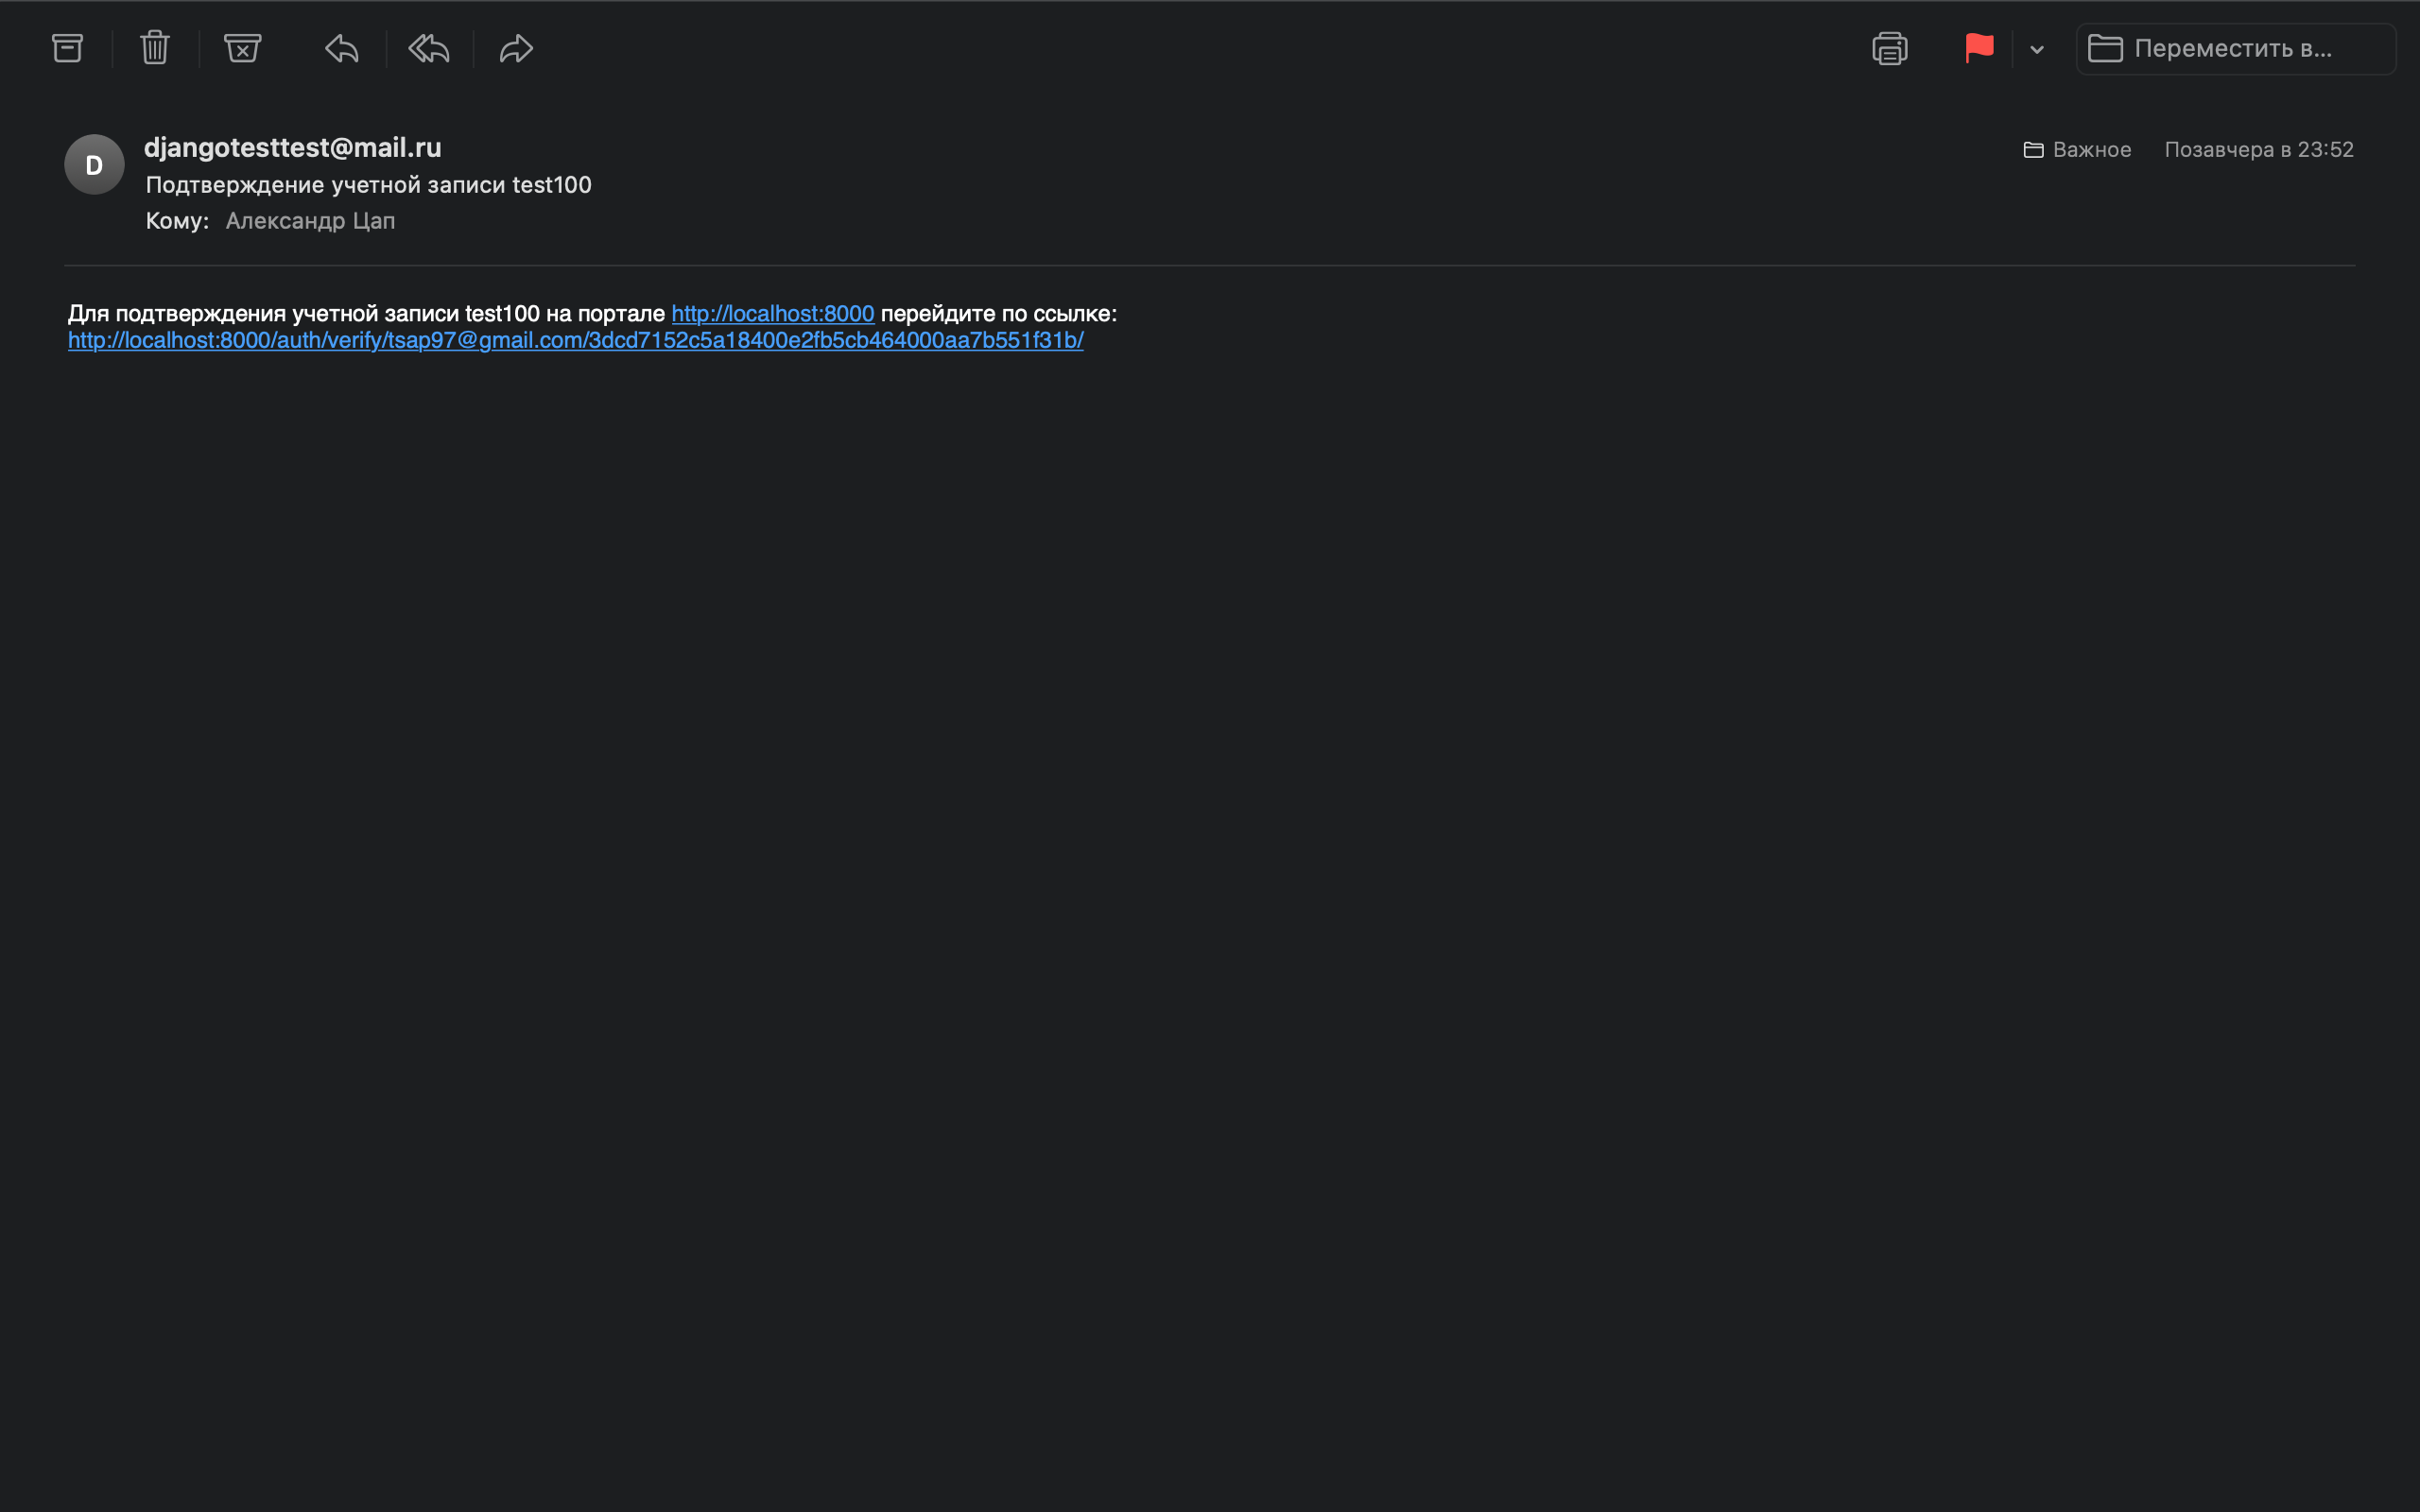 Переместить в...
djangotesttest@mail.ru
Важное Позавчера в 23:52
D
Подтверждение учетной записи test100
Кому: Александр Цап
Для подтверждения учетной записи test100 на портале http://localhost:8000 перейдите по ссылке:
http://localhost:8000/auth/verify/tsap97@gmail.com/3dcd7152c5a18400e2fb5cb464000aa7b551f31b/